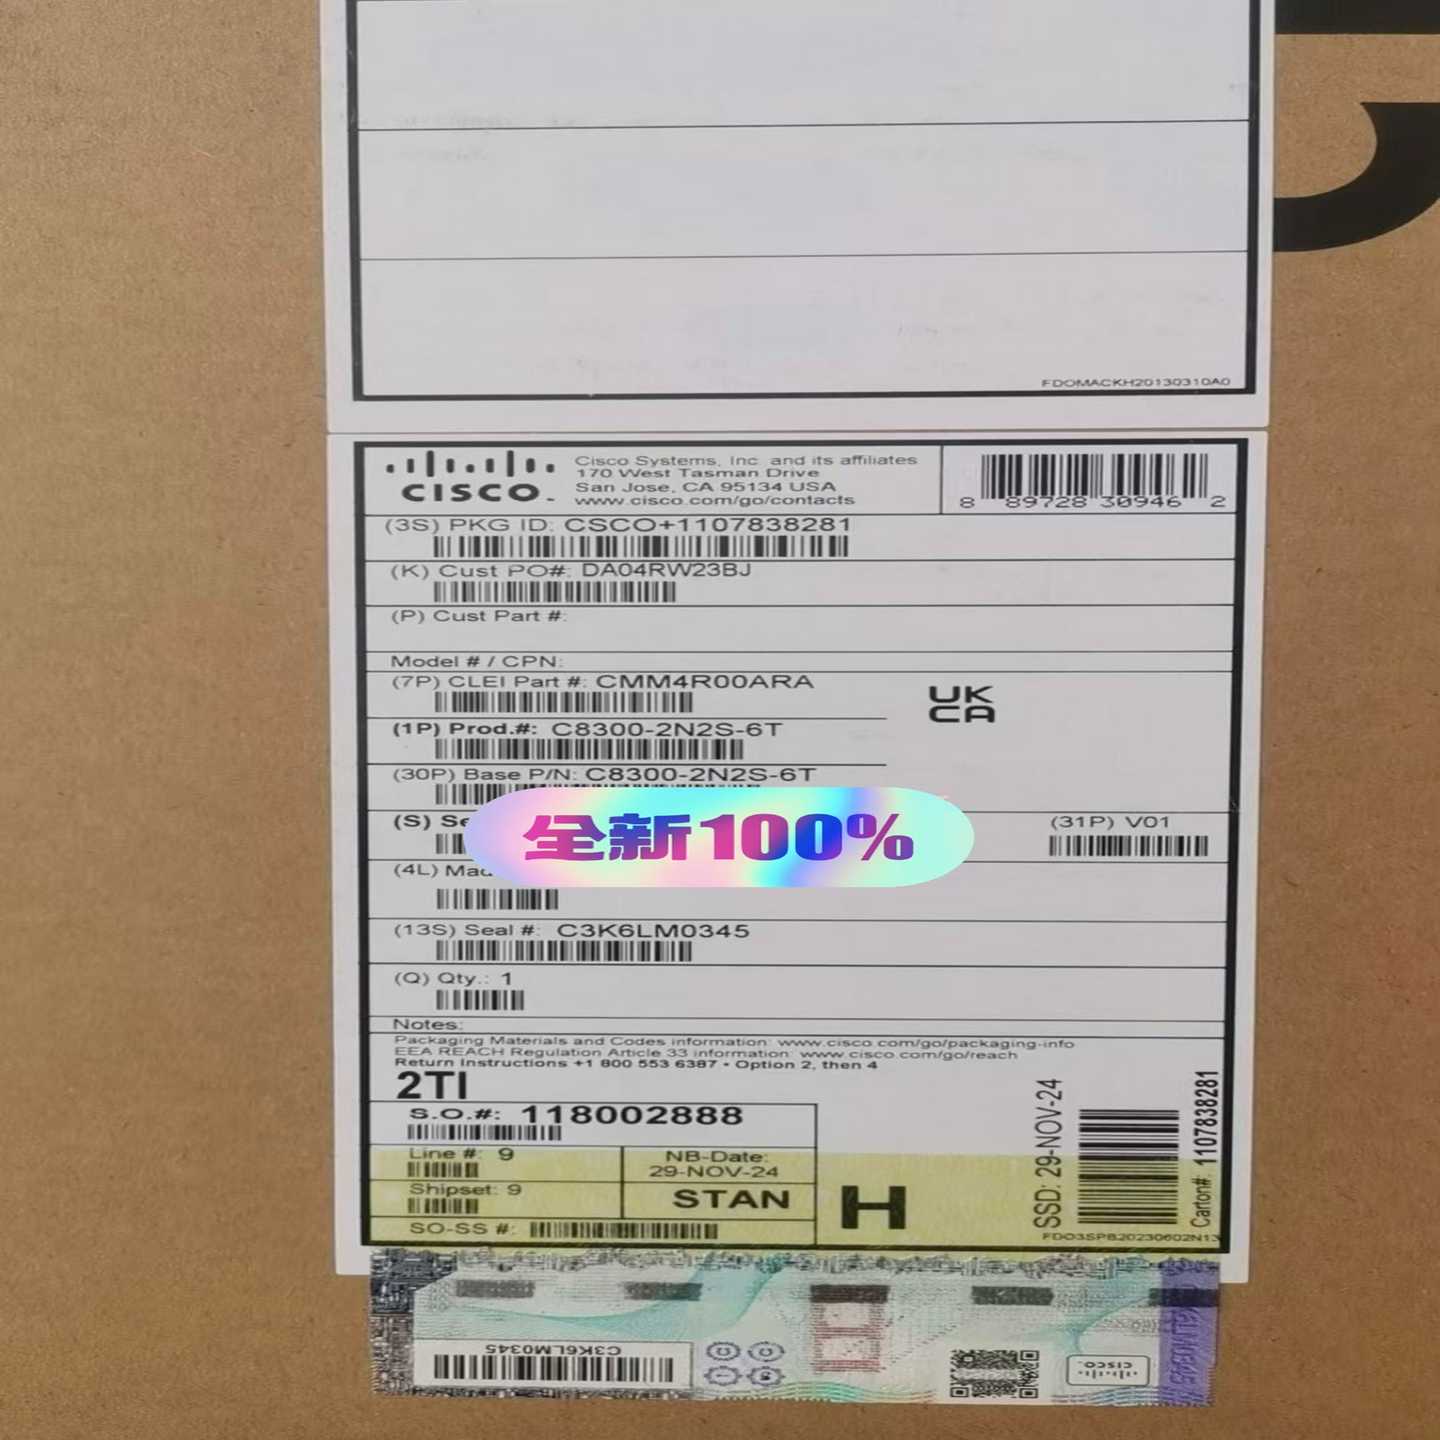 FDOMACKH20130310A0
CISCO
Cisco Systems, Inc. and its affiliates
170 West Tasman Drive
San Jose, CA 95134 USA
www.cisco.com/go/contacts
8 89728 30946 2
(3S) PKG ID: CSCO+1107838281
(K) Cust PO#: DA04RW23BJ
(P) Cust Part #:
Model # / CPN:
(7P) CLEI Part #: CMM4R00ARA
UK
CA
(1P) Prod.#: C8300-2N2S-6T
(30P) Base P/N: C8300-2N2S-6T
(S)
全新100%
(31P) V01
(4L)
(13S) Seal #: C3K6LM0345
(Q) Qty.: 1
Notes:
Packaging Materials and Codes information: www.cisco.com/go/packaging-info
EEA REACH Regulation Article 33 information: www.cisco.com/go/reach
Return Instructions +1 800 553 6387 • Option 2, then 4
2TI
S.O.#: 118002888
Line #: 9
NB-Date:
29-NOV-24
Shipset: 9
STAN
SO-SS #:
H
SSD: 29-NOV-24
Carton#: 1107838281
FDO3SPB20230602N13
C3K6LM0345
CISCO